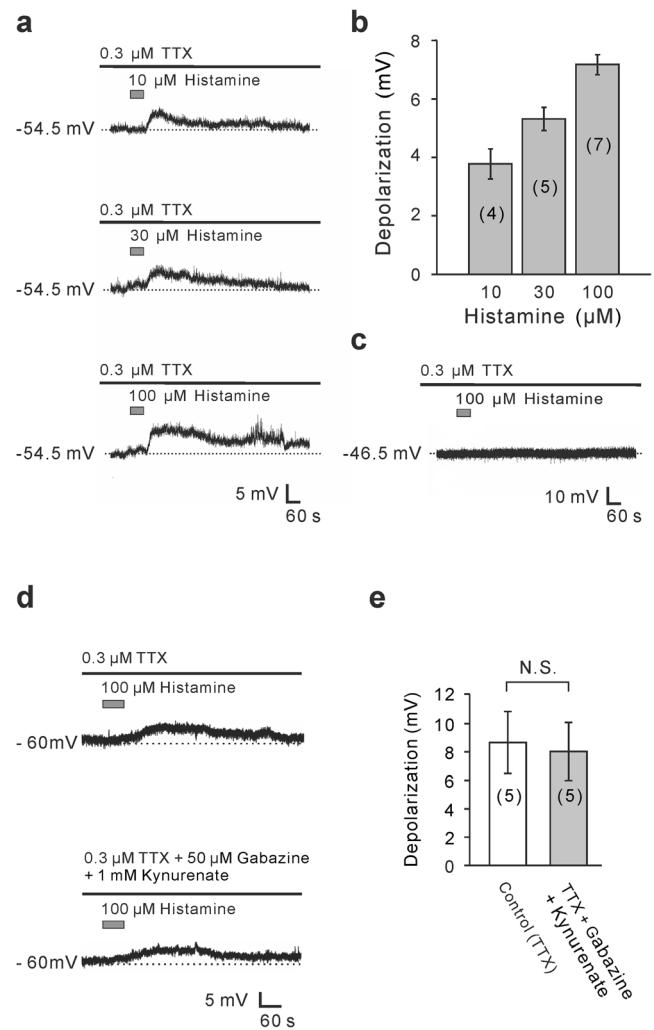 a
0.3 µM TTX
10 µM Histamine
-54.5 mV
0.3 µM TTX
30 µM Histamine
-54.5 mV
0.3 µM TTX
100 µM Histamine
-54.5 mV
5 mV
60 s
b
Depolarization (mV)
8
6
4
2
0
(4)
(5)
(7)
10
30
100
Histamine (µM)
c
0.3 µM TTX
100 µM Histamine
-46.5 mV
10 mV
60 s
d
0.3 µM TTX
100 µM Histamine
- 60mV
0.3 µM TTX + 50 µM Gabazine
+ 1 mM Kynurenate
100 µM Histamine
- 60mV
5 mV
60 s
e
N.S.
Depolarization (mV)
12
10
8
6
4
2
0
(5)
(5)
Control (TTX)
TTX + Gabazine
+ Kynurenate